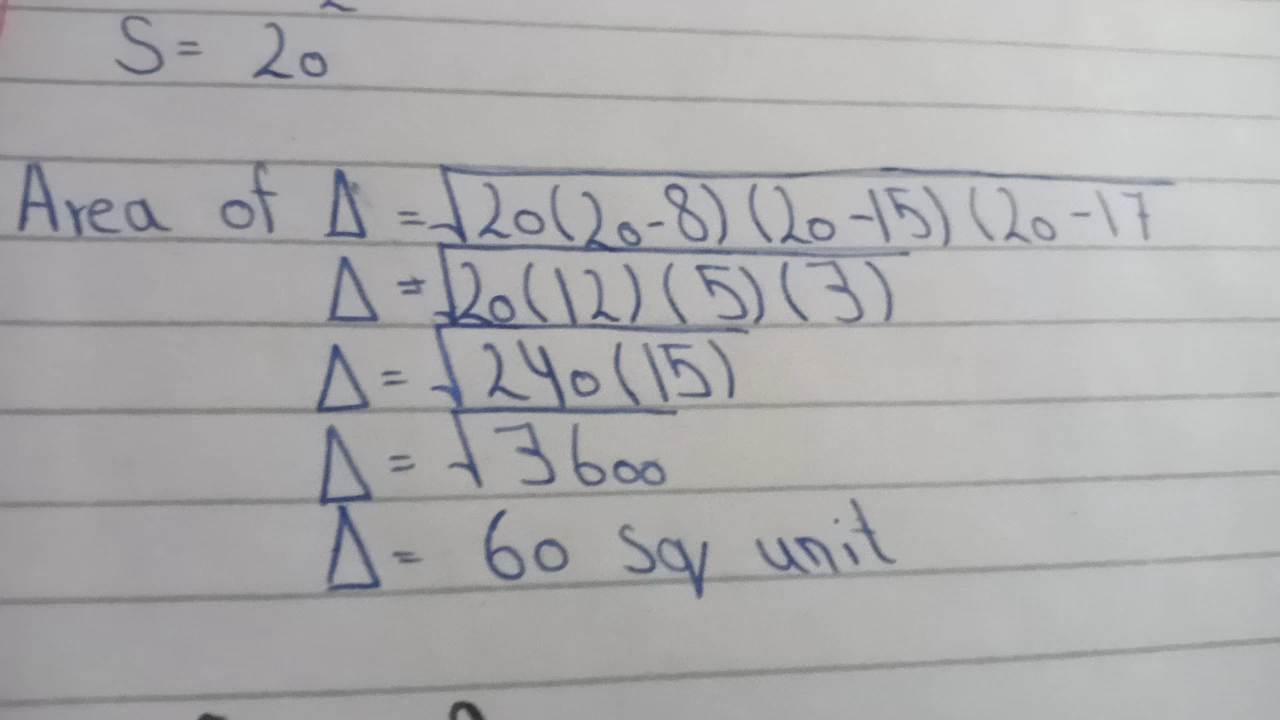 S = 20
Area of Δ = √20(20-8)(20-15)(20-17
Δ = √20(12)(5)(3)
Δ = √240(15)
Δ = √3600
Δ = 60 sq unit